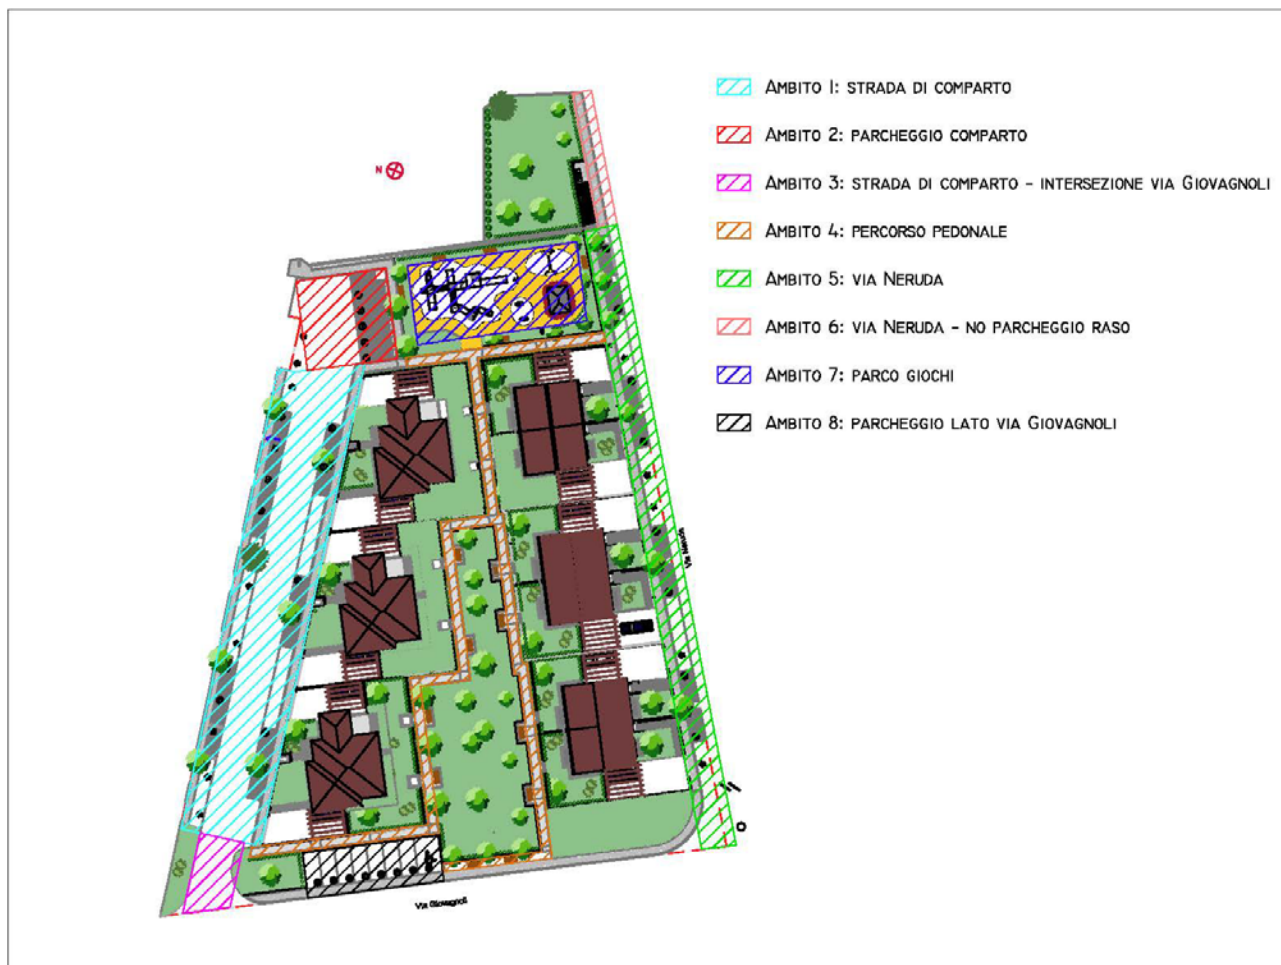 AMBITO 1: STRADA DI COMPARTO
AMBITO 2: PARCHEGGIO COMPARTO
AMBITO 3: STRADA DI COMPARTO - INTERSEZIONE VIA GIOVAGNOLI
AMBITO 4: PERCORSO PEDONALE
AMBITO 5: VIA NERUDA
AMBITO 6: VIA NERUDA - NO PARCHEGGIO RASO
AMBITO 7: PARCO GIOCHI
AMBITO 8: PARCHEGGIO LATO VIA GIOVAGNOLI
N
Via Neruda
Via Giovagnoli